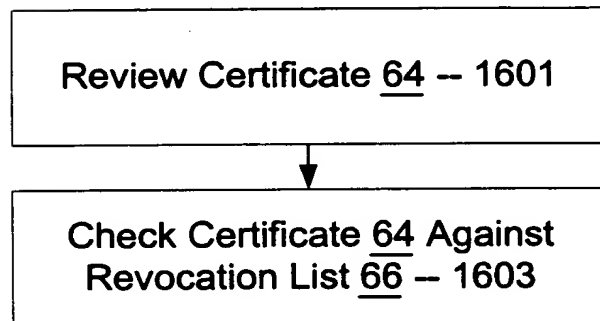 Review Certificate 64 -- 1601
Check Certificate 64 Against
Revocation List 66 -- 1603